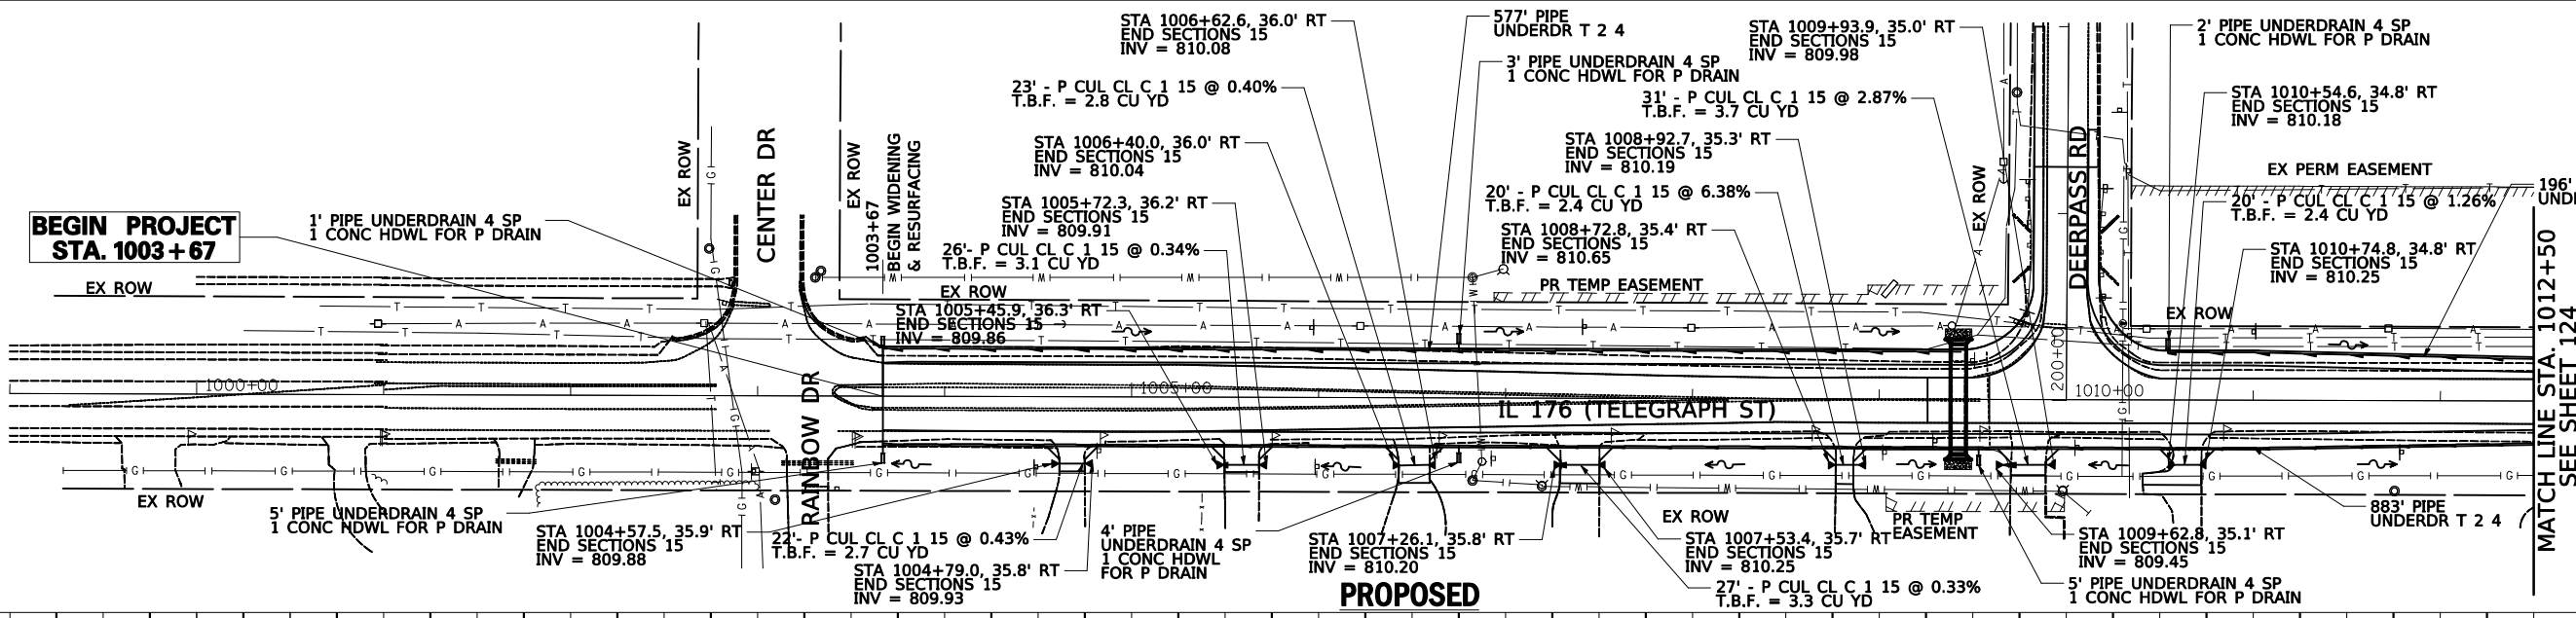 STA 1006+62.6, 36.0' RT
END SECTIONS 15
INV = 810.08
577' PIPE
UNDERDR T 2 4
STA 1009+93.9, 35.0' RT
END SECTIONS 15
INV = 809.98
2' PIPE UNDERDRAIN 4 SP
1 CONC HDWL FOR P DRAIN
3' PIPE UNDERDRAIN 4 SP
1 CONC HDWL FOR P DRAIN
23' - P CUL CL C 1 15 @ 0.40%
T.B.F. = 2.8 CU YD
31' - P CUL CL C 1 15 @ 2.87%
T.B.F. = 3.7 CU YD
STA 1010+54.6, 34.8' RT
END SECTIONS 15
INV = 810.18
STA 1006+40.0, 36.0' RT
END SECTIONS 15
INV = 810.04
STA 1008+92.7, 35.3' RT
END SECTIONS 15
INV = 810.19
EX ROW
CENTER DR
EX ROW
1003+67
BEGIN WIDENING
& RESURFACING
EX ROW
DEERPASS RD
EX PERM EASEMENT
196'
UNDE
20' - P CUL CL C 1 15 @ 6.38%
T.B.F. = 2.4 CU YD
20' - P CUL CL C 1 15 @ 1.26%
T.B.F. = 2.4 CU YD
BEGIN PROJECT
STA. 1003+67
1' PIPE UNDERDRAIN 4 SP
1 CONC HDWL FOR P DRAIN
STA 1005+72.3, 36.2' RT
END SECTIONS 15
INV = 809.91
STA 1008+72.8, 35.4' RT
END SECTIONS 15
INV = 810.65
26'- P CUL CL C 1 15 @ 0.34%
T.B.F. = 3.1 CU YD
STA 1010+74.8, 34.8' RT
END SECTIONS 15
INV = 810.25
EX ROW
EX ROW
PR TEMP EASEMENT
EX ROW
STA 1005+45.9, 36.3' RT
END SECTIONS 15
INV = 809.86
1000+00
1005+00
200+00
1010+00
IL 176 (TELEGRAPH ST)
RAINBOW DR
MATCH LINE STA. 1012+50
SEE SHEET 124
EX ROW
5' PIPE UNDERDRAIN 4 SP
1 CONC HDWL FOR P DRAIN
STA 1004+57.5, 35.9' RT
END SECTIONS 15
INV = 809.88
22'- P CUL CL C 1 15 @ 0.43%
T.B.F. = 2.7 CU YD
STA 1004+79.0, 35.8' RT
END SECTIONS 15
INV = 809.93
4' PIPE
UNDERDRAIN 4 SP
1 CONC HDWL
FOR P DRAIN
STA 1007+26.1, 35.8' RT
END SECTIONS 15
INV = 810.20
EX ROW
STA 1007+53.4, 35.7' RT
END SECTIONS 15
INV = 810.25
27' - P CUL CL C 1 15 @ 0.33%
T.B.F. = 3.3 CU YD
PR TEMP
EASEMENT
STA 1009+62.8, 35.1' RT
END SECTIONS 15
INV = 809.45
5' PIPE UNDERDRAIN 4 SP
1 CONC HDWL FOR P DRAIN
883' PIPE
UNDERDR T 2 4
PROPOSED